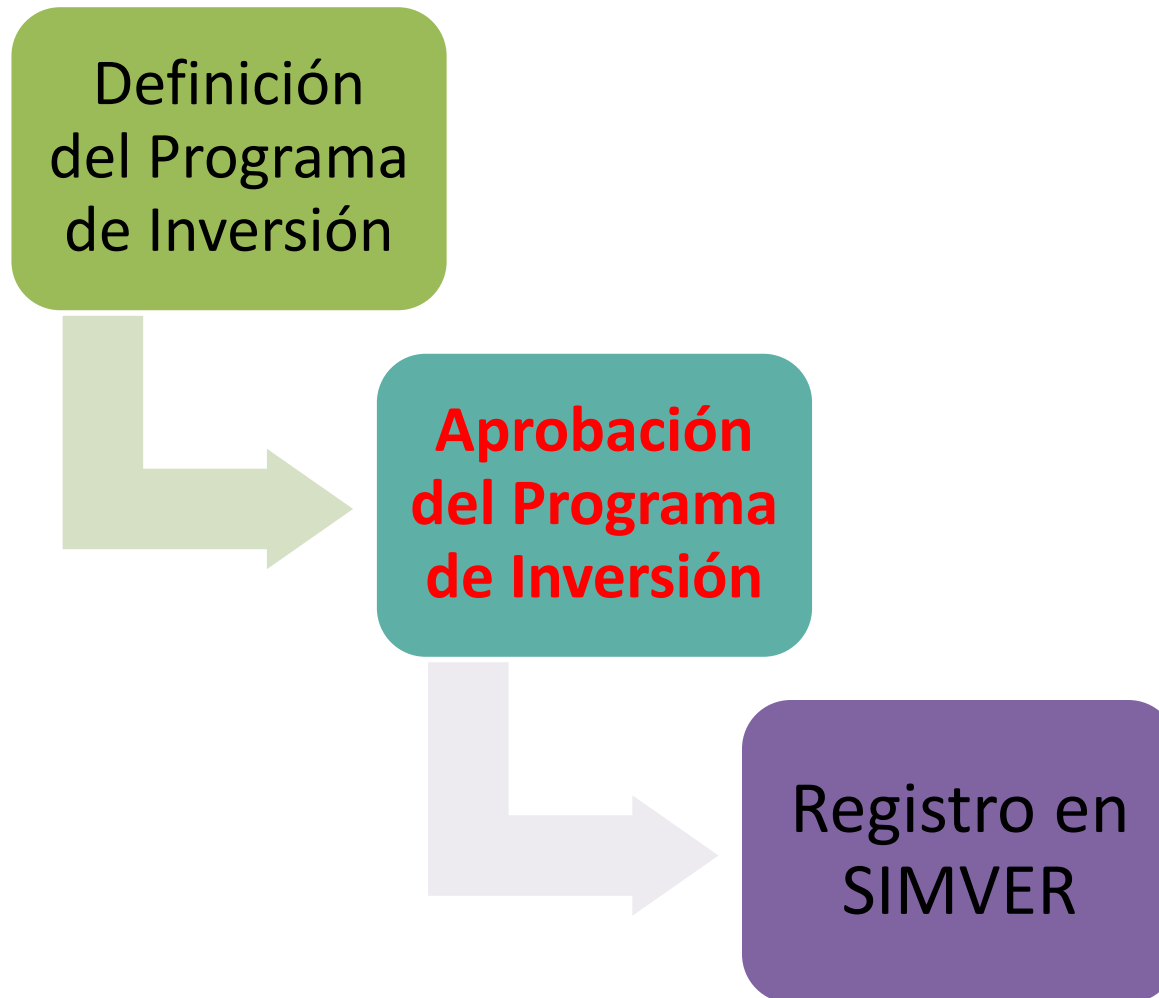 Definición
del Programa
de Inversión
Aprobación
del Programa
de Inversión
Registro en
SIMVER